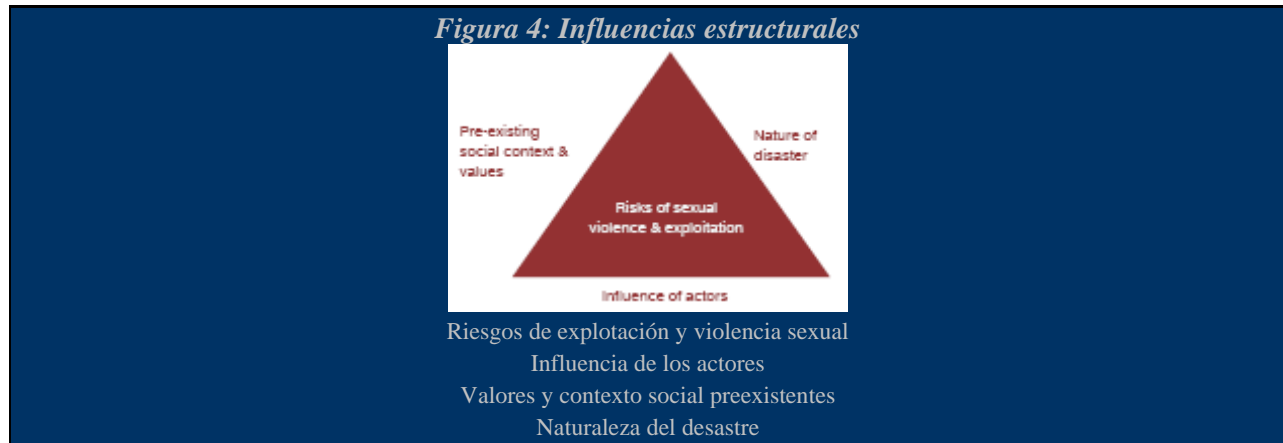 Figura 4: Influencias estructurales
Pre-existing
social context &
values
Nature of
disaster
Risks of sexual
violence & exploitation
Influence of actors
Riesgos de explotación y violencia sexual
Influencia de los actores
Valores y contexto social preexistentes
Naturaleza del desastre